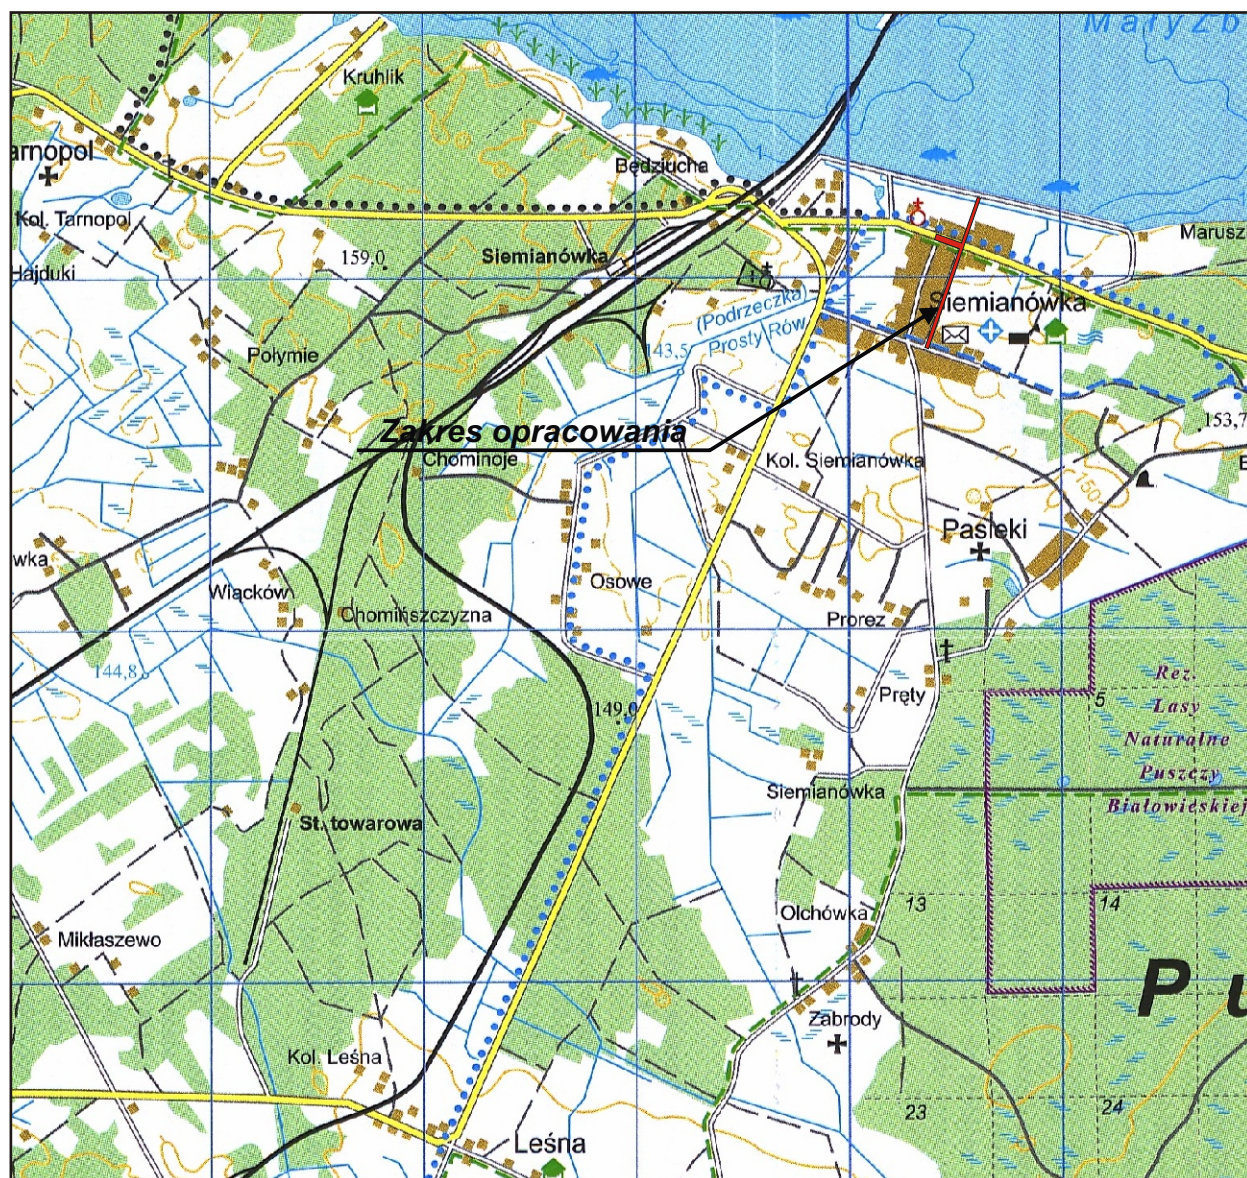 Mały Zb
Kruhlik
arnopol
Będziucha
Kol. Tarnopol
Marusz
Siemianówka
159,0
Hajduki
(Podrzeczka)
Prosty Rów
Siemianówka
143,5
Połymie
153,7
Zakres opracowania
Chominoje
Kol. Siemianówka
150
Pasieki
wka
Wiącków
Osowe
Chomińszczyzna
Prorez
144,8
Rez.
Lasy
Naturalne
Puszczy
Białowieskiej
5
Pręty
149,0
Siemianówka
St. towarowa
13
14
Olchówka
Mikłaszewo
P u
Zabrody
Kol. Leśna
23
24
Leśna